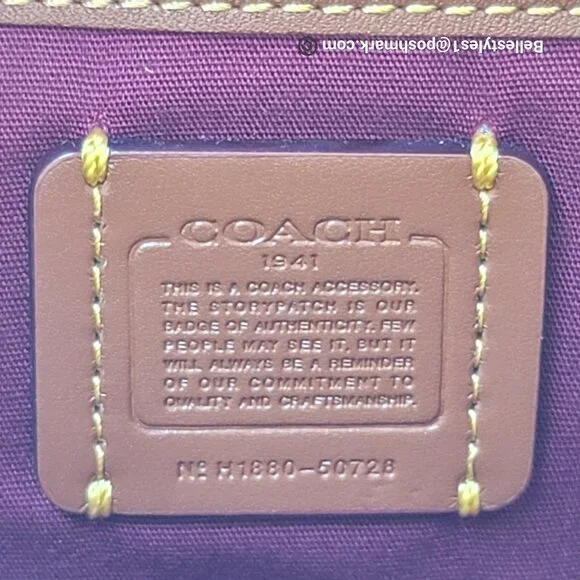 Bellestyles1@poshmark.com
COACH
1941
THIS IS A COACH ACCESSORY.
THE STORYPATCH IS OUR
BADGE OF AUTHENTICITY. FEW
PEOPLE MAY SEE IT, BUT IT
WILL ALWAYS BE A REMINDER
OF OUR COMMITMENT TO
QUALITY AND CRAFTSMANSHIP.
Nº H1880-50728